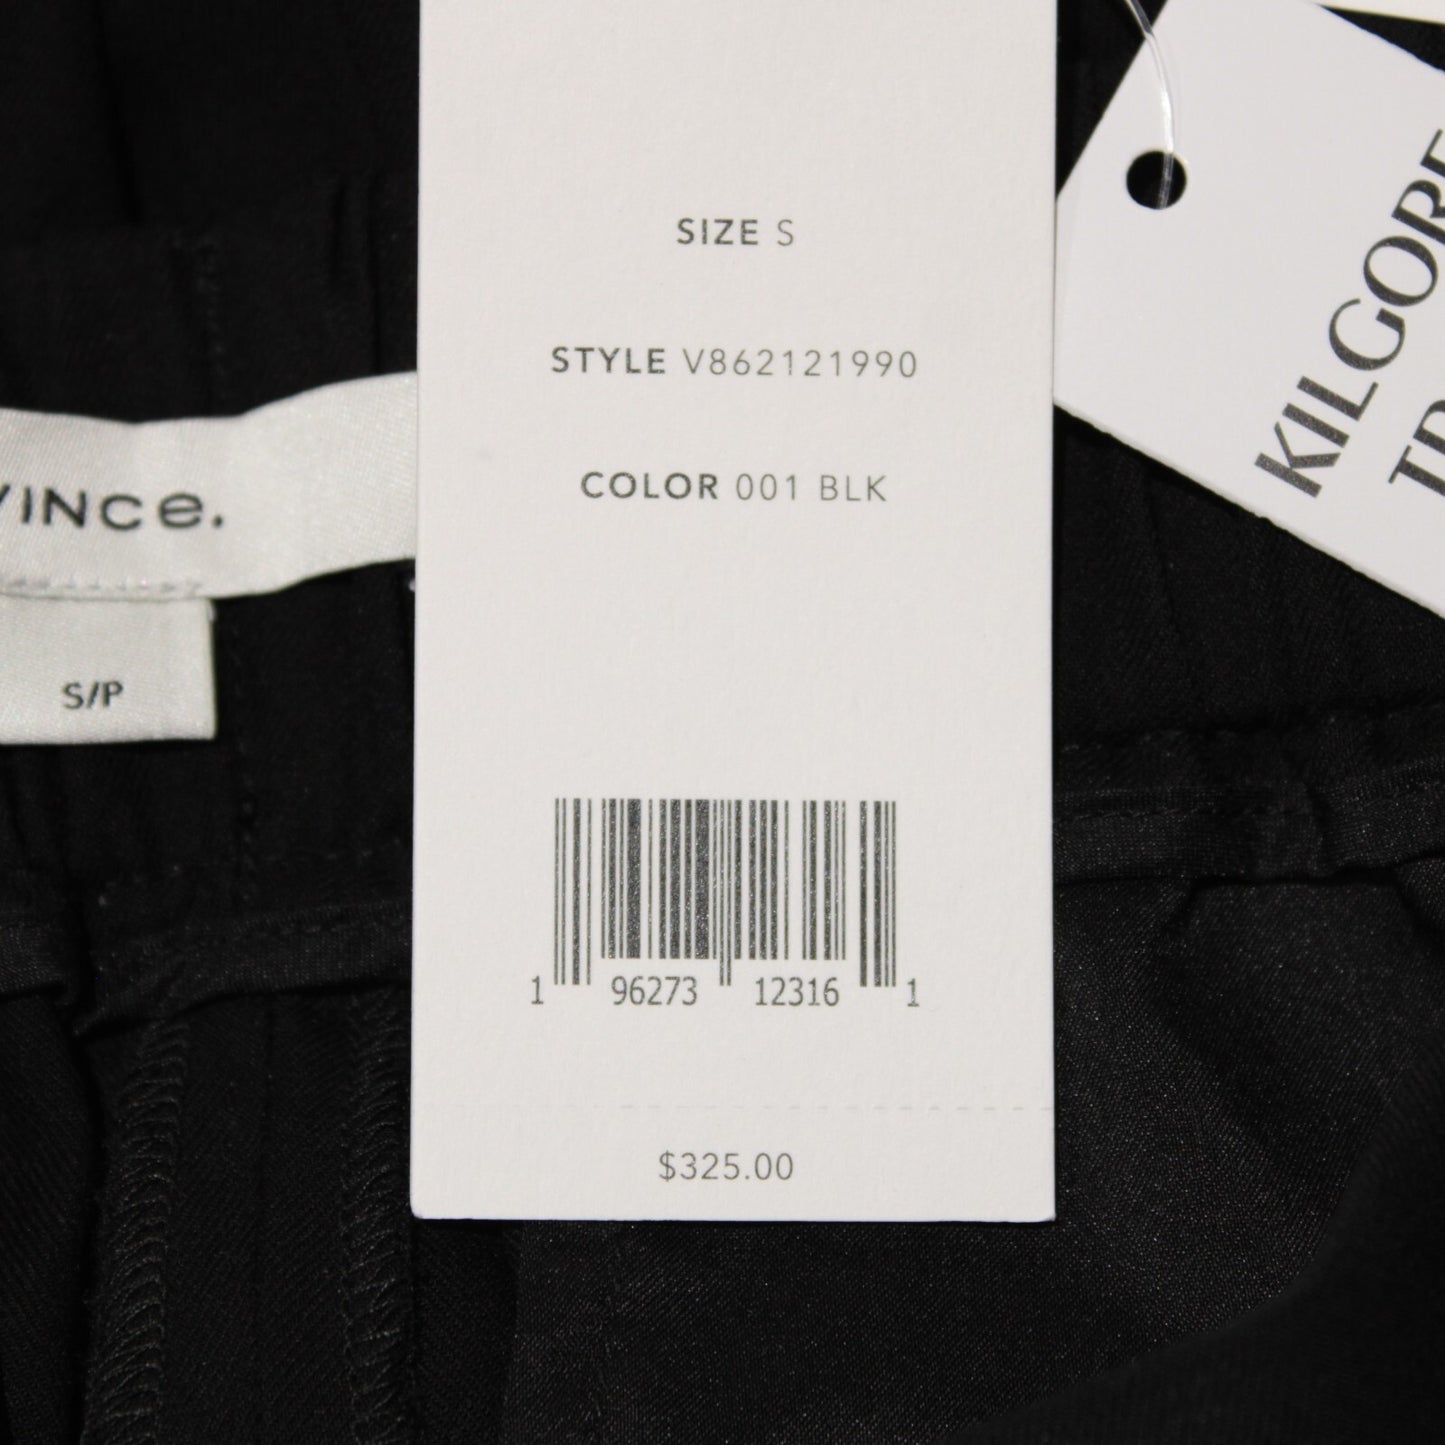 SIZE S
STYLE V862121990
COLOR 001 BLK
1 96273 12316 1
$325.00
VINCe.
S/P
KILGORE